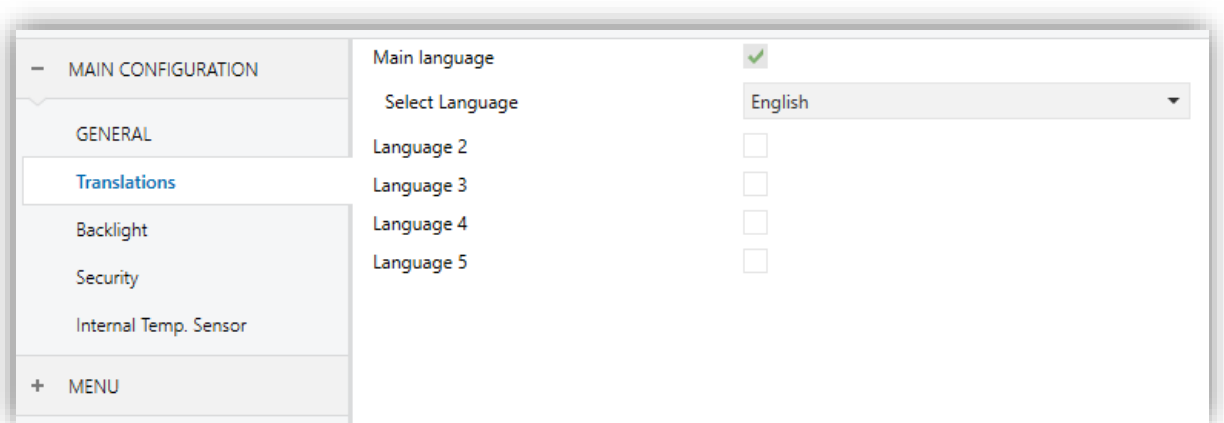 MAIN CONFIGURATION
GENERAL
Translations
Backlight
Security
Internal Temp. Sensor
MENU
Main language
Select Language English
Language 2
Language 3
Language 4
Language 5